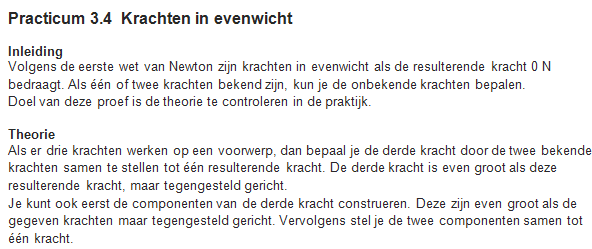 Practicum 3.4  Krachten in evenwicht
Inleiding
Volgens de eerste wet van Newton zijn krachten in evenwicht als de resulterende kracht 0 N
bedraagt. Als één of twee krachten bekend zijn, kun je de onbekende krachten bepalen.
Doel van deze proef is de theorie te controleren in de praktijk.
Theorie
Als er drie krachten werken op een voorwerp, dan bepaal je de derde kracht door de twee bekende
krachten samen te stellen tot één resulterende kracht. De derde kracht is even groot als deze
resulterende kracht, maar tegengesteld gericht.
Je kunt ook eerst de componenten van de derde kracht construeren. Deze zijn even groot als de
gegeven krachten maar tegengesteld gericht. Vervolgens stel je de twee componenten samen tot
één kracht.